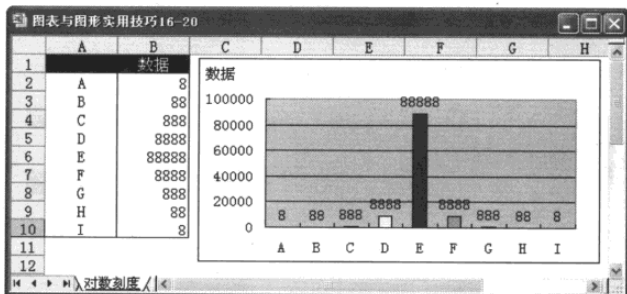 图表与图形实用技巧16-20
A B C D E F G H
1 数据
2 A 8
3 B 88
4 C 888
5 D 8888
6 E 88888
7 F 8888
8 G 888
9 H 88
10 I 8
11
12
数据
100000
80000
60000
40000
20000
0
8 88 888 8888 88888 8888 888 88 8
A B C D E F G H I
对数刻度